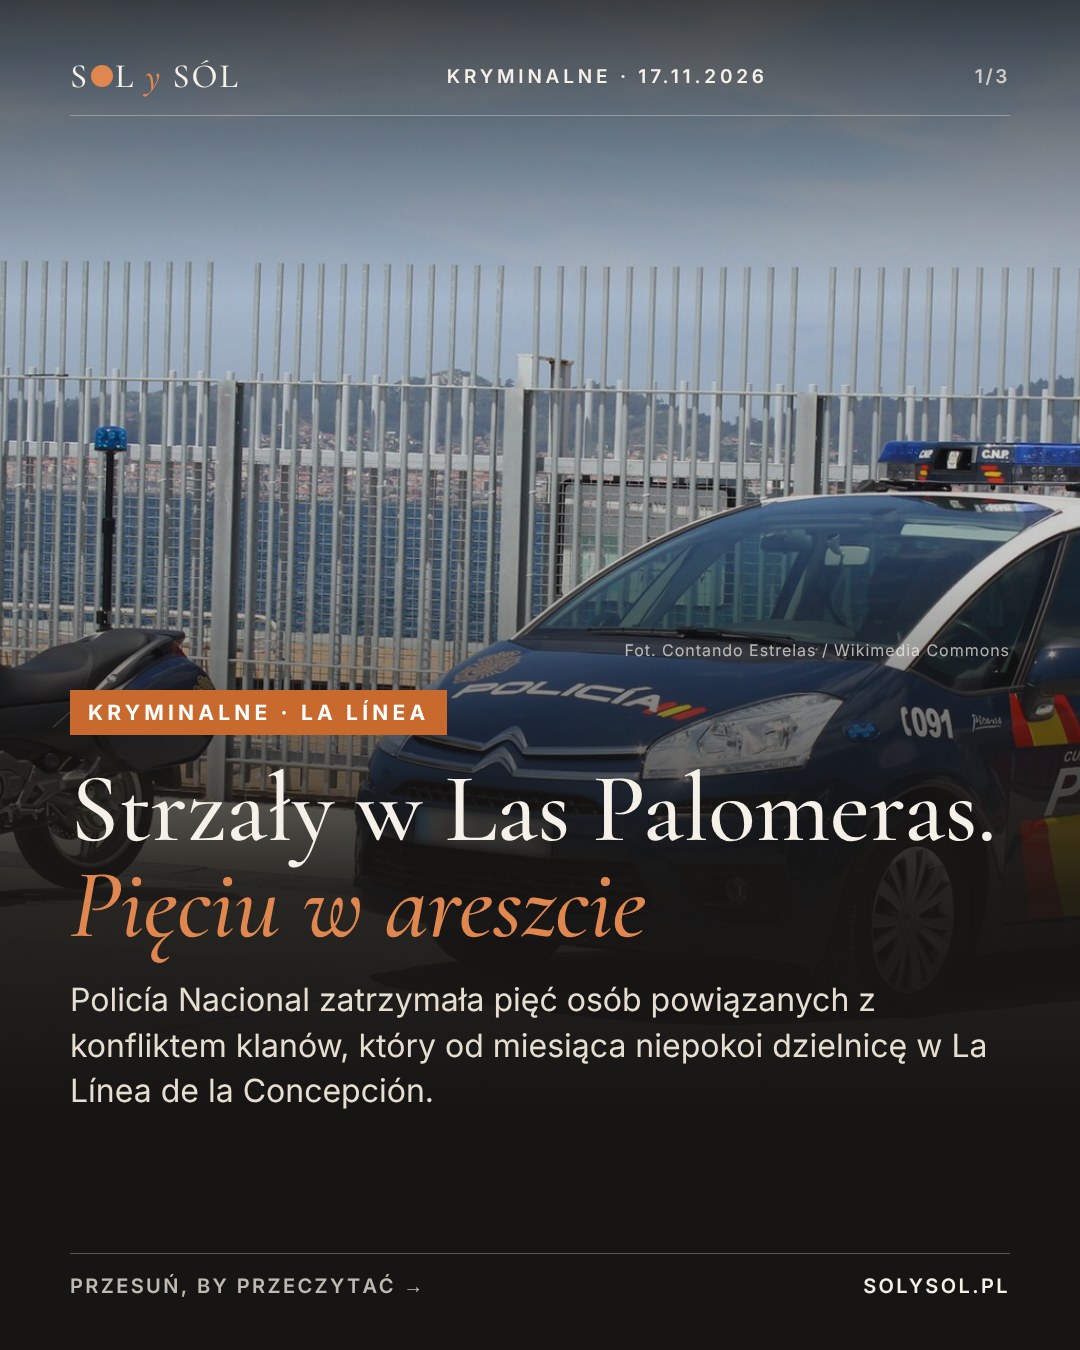 SOL y SÓL
KRYMINALNE · 17.11.2026
1/3
C.N.P.
C.N.P.
Fot. Contando Estrelas / Wikimedia Commons
POLICÍA
091
KRYMINALNE · LA LÍNEA
Strzały w Las Palomeras.
Pięciu w areszcie
Policía Nacional zatrzymała pięć osób powiązanych z
konfliktem klanów, który od miesiąca niepokoi dzielnicę w La
Línea de la Concepción.
PRZESUŃ, BY PRZECZYTAĆ →
SOLYSOL.PL